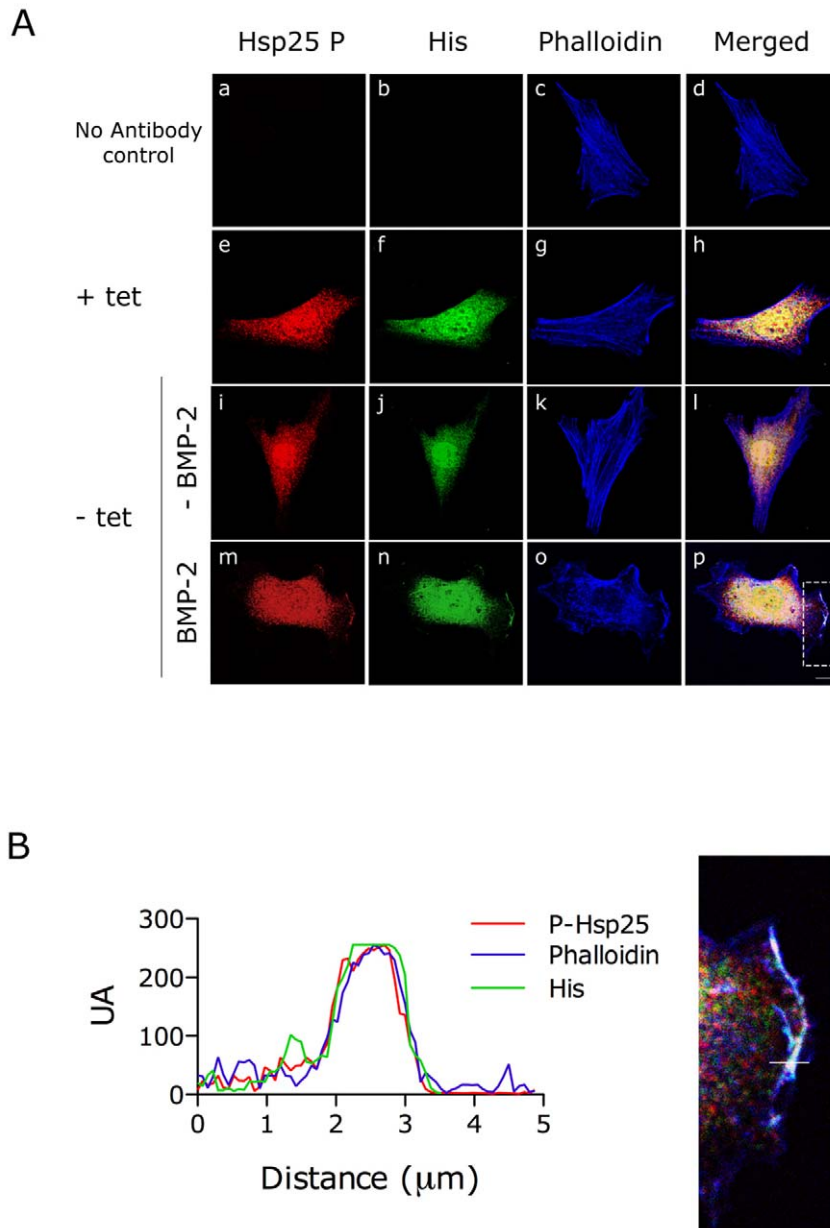 A
Hsp25 P His Phalloidin Merged
No Antibody
control
a b c d
+ tet
e f g h
- tet
- BMP-2
i j k l
BMP-2
m n o p
B
300
200
100
0
UA
0 1 2 3 4 5
Distance (μm)
P-Hsp25
Phalloidin
His